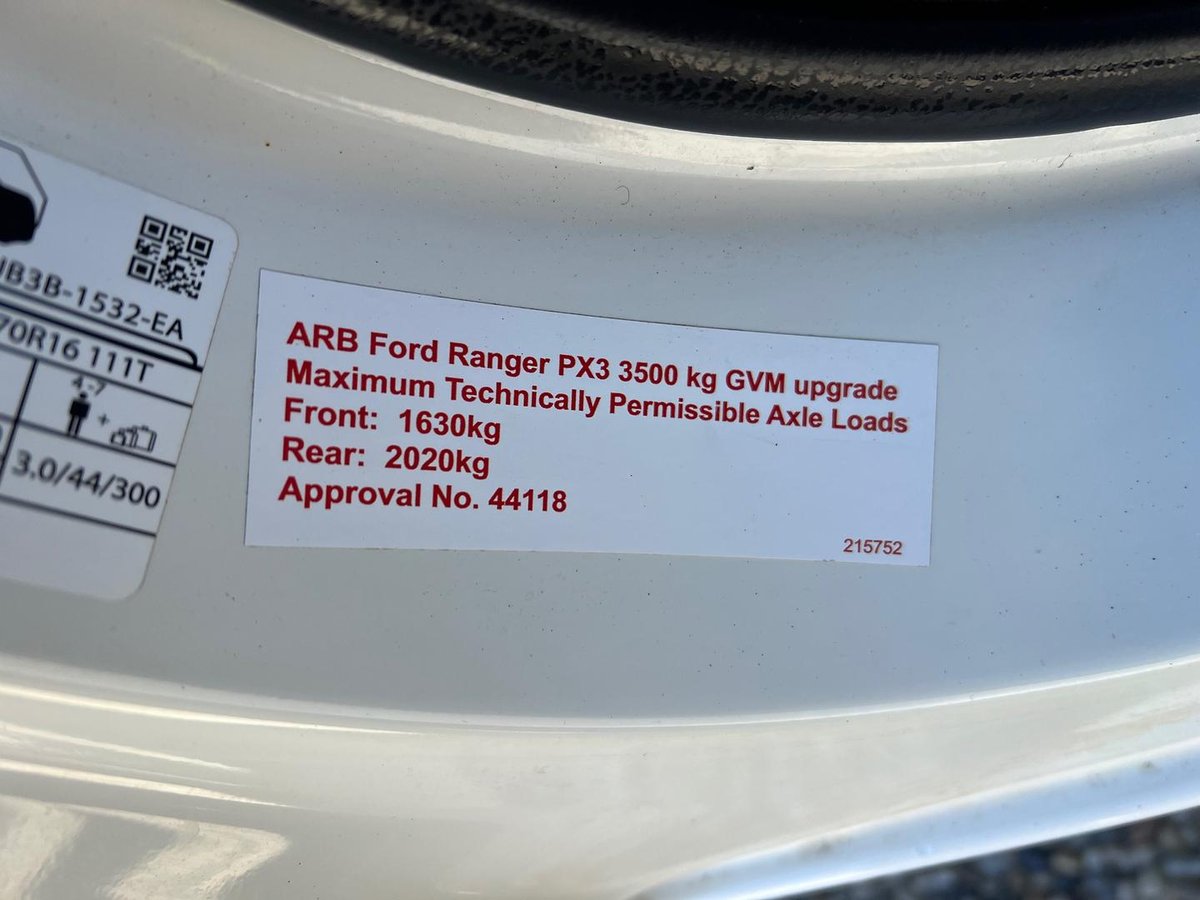 JB3B-1532-EA
70R16 111T
4-7
+
3.0/44/300
ARB Ford Ranger PX3 3500 kg GVM upgrade
Maximum Technically Permissible Axle Loads
Front: 1630kg
Rear: 2020kg
Approval No. 44118
215752